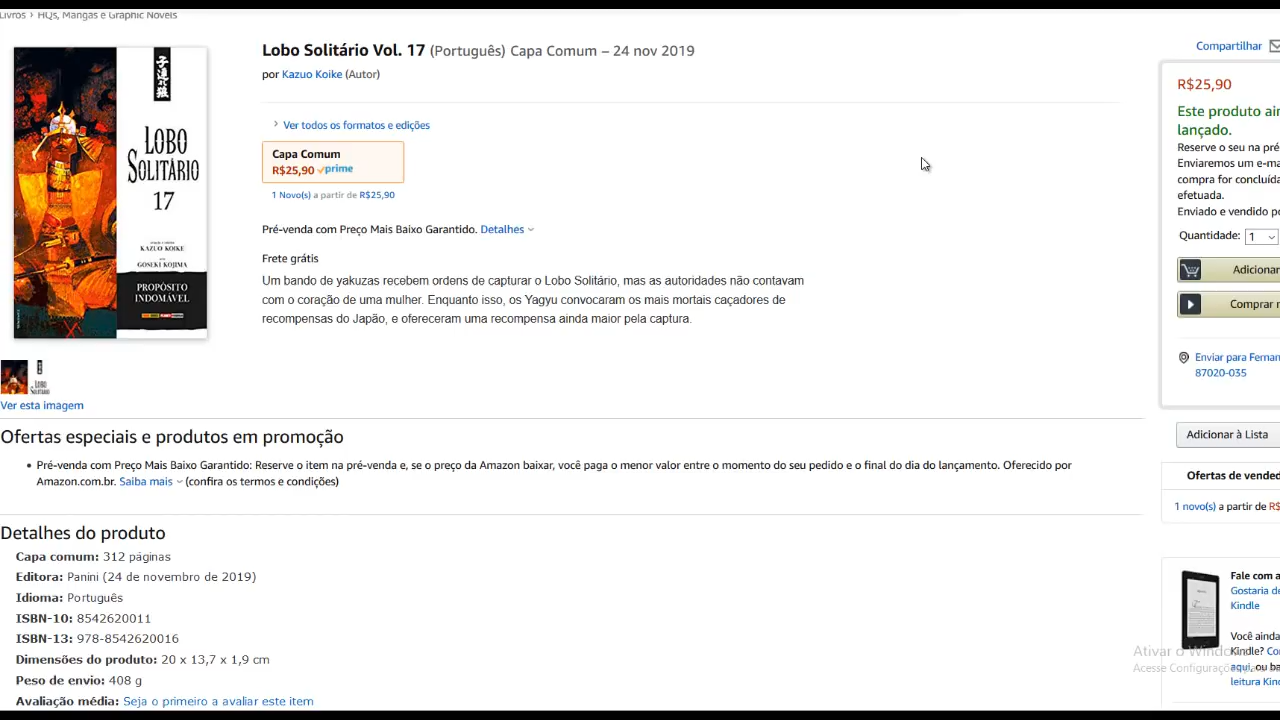 Livros › HQs, Mangás e Graphic Novels
子連れ狼
LOBO
SOLITÁRIO
17
KAZUO KOIKE
GOSEKI KOJIMA
PROPÓSITO
INDOMÁVEL
LOBO
Ver esta imagem
Lobo Solitário Vol. 17 (Português) Capa Comum – 24 nov 2019
por Kazuo Koike (Autor)
Ver todos os formatos e edições
Capa Comum
R$25,90 prime
1 Novo(s) a partir de R$25,90
Pré-venda com Preço Mais Baixo Garantido. Detalhes
Frete grátis
Um bando de yakuzas recebem ordens de capturar o Lobo Solitário, mas as autoridades não contavam
com o coração de uma mulher. Enquanto isso, os Yagyu convocaram os mais mortais caçadores de
recompensas do Japão, e ofereceram uma recompensa ainda maior pela captura.
Compartilhar
R$25,90
Este produto ain
lançado.
Reserve o seu na pré
Enviaremos um e-ma
compra for concluída
efetuada.
Enviado e vendido po
Quantidade: 1
Adicionar
Comprar
Enviar para Fernan
87020-035
Adicionar à Lista
Ofertas de vended
1 novo(s) a partir de R$
Ofertas especiais e produtos em promoção
• Pré-venda com Preço Mais Baixo Garantido: Reserve o item na pré-venda e, se o preço da Amazon baixar, você paga o menor valor entre o momento do seu pedido e o final do dia do lançamento. Oferecido por
Amazon.com.br. Saiba mais (confira os termos e condições)
Detalhes do produto
Capa comum: 312 páginas
Editora: Panini (24 de novembro de 2019)
Idioma: Português
ISBN-10: 8542620011
ISBN-13: 978-8542620016
Dimensões do produto: 20 x 13,7 x 1,9 cm
Peso de envio: 408 g
Avaliação média: Seja o primeiro a avaliar este item
Fale com a
Gostaria de
Kindle
Você ainda
Kindle? Co
aqui, ou ba
leitura Kin
Ativar o Windo
Acesse Configurações